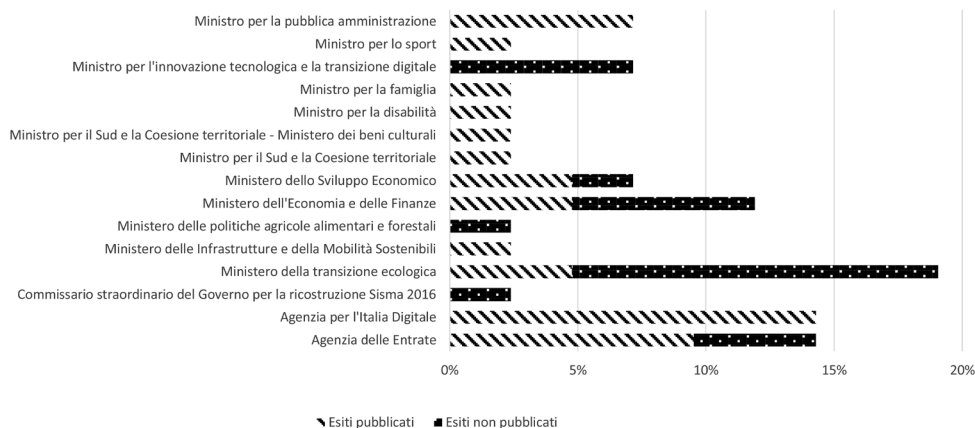 Ministro per la pubblica amministrazione
Ministro per lo sport
Ministro per l'innovazione tecnologica e la transizione digitale
Ministro per la famiglia
Ministro per la disabilità
Ministro per il Sud e la Coesione territoriale - Ministero dei beni culturali
Ministro per il Sud e la Coesione territoriale
Ministero dello Sviluppo Economico
Ministero dell'Economia e delle Finanze
Ministero delle politiche agricole alimentari e forestali
Ministero delle Infrastrutture e della Mobilità Sostenibili
Ministero della transizione ecologica
Commissario straordinario del Governo per la ricostruzione Sisma 2016
Agenzia per l'Italia Digitale
Agenzia delle Entrate
0% 5% 10% 15% 20%
Esiti pubblicati Esiti non pubblicati